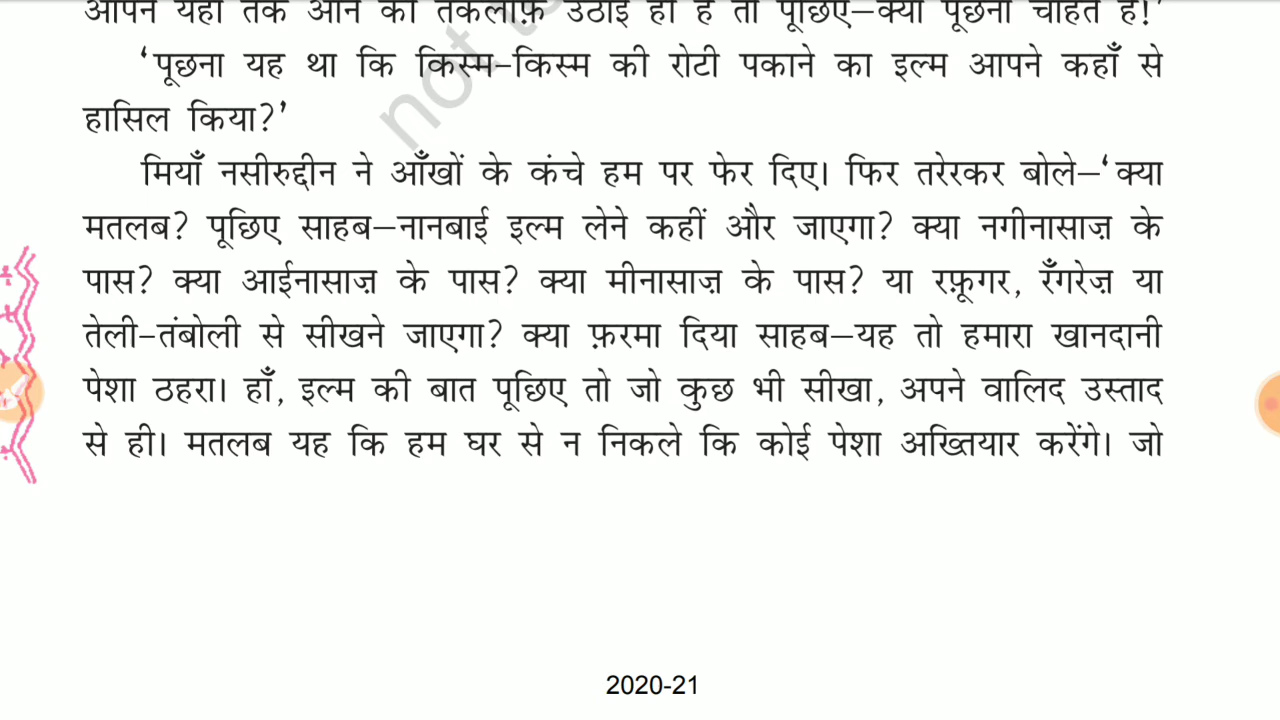 आपने यहाँ तक आने की तकलीफ़ उठाई ही है तो पूछिए–क्या पूछना चाहते हैं!’
‘पूछना यह था कि किस्म-किस्म की रोटी पकाने का इल्म आपने कहाँ से
हासिल किया?’
मियाँ नसीरुद्दीन ने आँखों के कंचे हम पर फेर दिए। फिर तरेरकर बोले–‘क्या
मतलब? पूछिए साहब–नानबाई इल्म लेने कहीं और जाएगा? क्या नगीनासाज़ के
पास? क्या आईनासाज़ के पास? क्या मीनासाज़ के पास? या रफ़ूगर, रँगरेज़ या
तेली-तंबोली से सीखने जाएगा? क्या फ़रमा दिया साहब–यह तो हमारा खानदानी
पेशा ठहरा। हाँ, इल्म की बात पूछिए तो जो कुछ भी सीखा, अपने वालिद उस्ताद
से ही। मतलब यह कि हम घर से न निकले कि कोई पेशा अख्तियार करेंगे। जो
not
2020-21